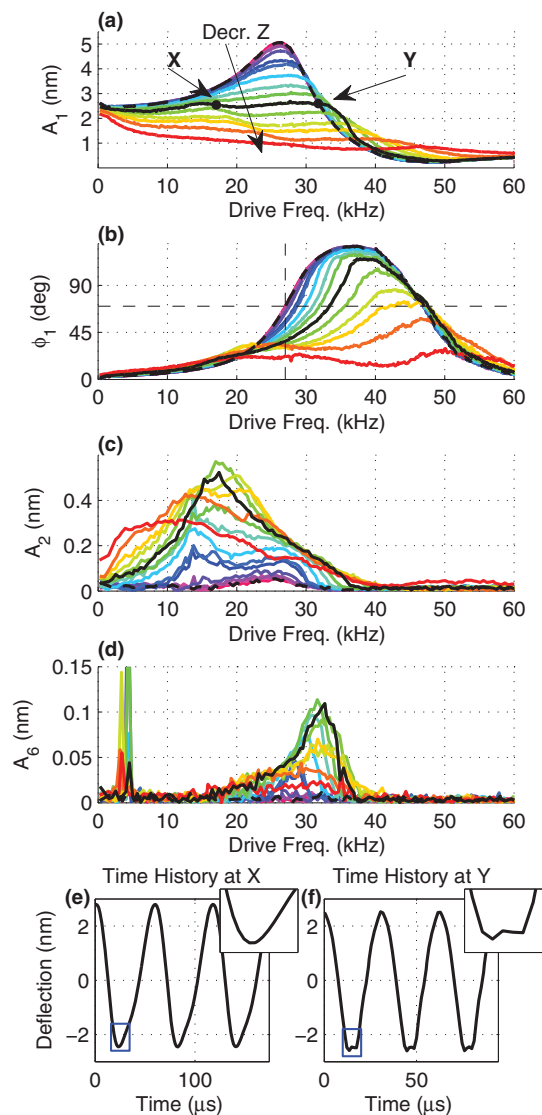 (a)
Decr. Z
X
Y
A1 (nm)
5
4
3
2
1
0 10 20 30 40 50 60
Drive Freq. (kHz)
(b)
ϕ1 (deg)
90
45
0
0 10 20 30 40 50 60
Drive Freq. (kHz)
(c)
A2 (nm)
0.4
0.2
0
0 10 20 30 40 50 60
Drive Freq. (kHz)
(d)
A6 (nm)
0.15
0.1
0.05
0
0 10 20 30 40 50 60
Drive Freq. (kHz)
Time History at X
(e)
Deflection (nm)
2
0
−2
0 100
Time (μs)
Time History at Y
(f)
2
0
−2
0 50
Time (μs)